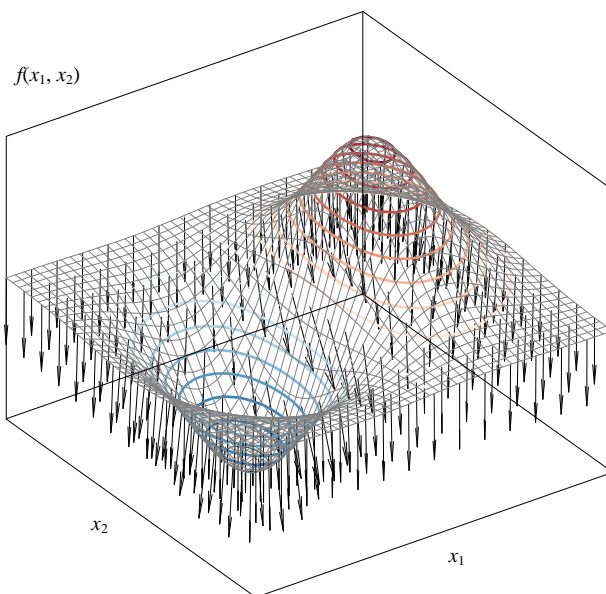 f(x₁, x₂)
x₂
x₁